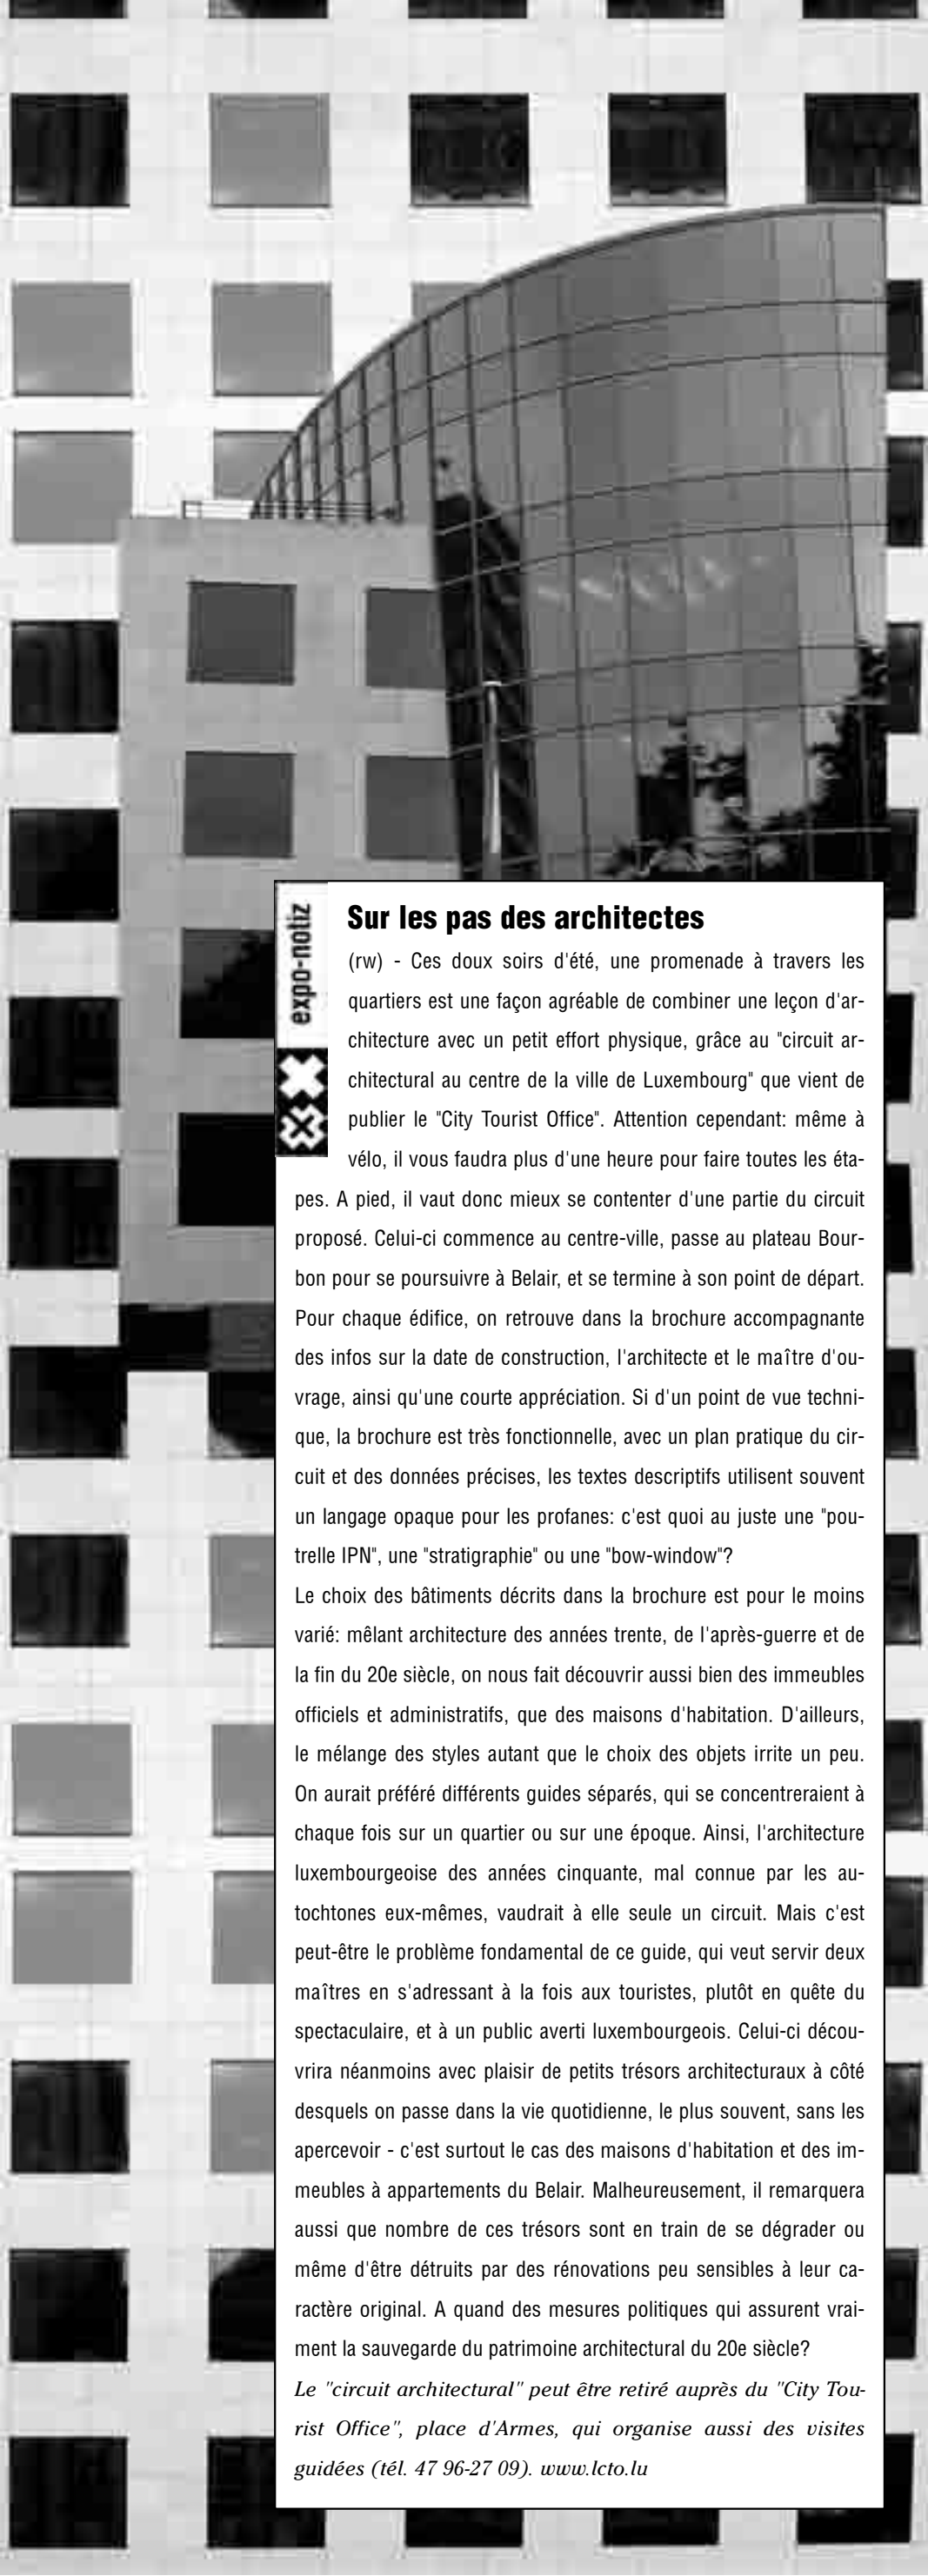 expo-notiz
Sur les pas des architectes
(rw) - Ces doux soirs d'été, une promenade à travers les
quartiers est une façon agréable de combiner une leçon d'ar-
chitecture avec un petit effort physique, grâce au "circuit ar-
chitectural au centre de la ville de Luxembourg" que vient de
publier le "City Tourist Office". Attention cependant: même à
vélo, il vous faudra plus d'une heure pour faire toutes les éta-
pes. A pied, il vaut donc mieux se contenter d'une partie du circuit
proposé. Celui-ci commence au centre-ville, passe au plateau Bour-
bon pour se poursuivre à Belair, et se termine à son point de départ.
Pour chaque édifice, on retrouve dans la brochure accompagnante
des infos sur la date de construction, l'architecte et le maître d'ou-
vrage, ainsi qu'une courte appréciation. Si d'un point de vue techni-
que, la brochure est très fonctionnelle, avec un plan pratique du cir-
cuit et des données précises, les textes descriptifs utilisent souvent
un langage opaque pour les profanes: c'est quoi au juste une "pou-
trelle IPN", une "stratigraphie" ou une "bow-window"?
Le choix des bâtiments décrits dans la brochure est pour le moins
varié: mêlant architecture des années trente, de l'après-guerre et de
la fin du 20e siècle, on nous fait découvrir aussi bien des immeubles
officiels et administratifs, que des maisons d'habitation. D'ailleurs,
le mélange des styles autant que le choix des objets irrite un peu.
On aurait préféré différents guides séparés, qui se concentreraient à
chaque fois sur un quartier ou sur une époque. Ainsi, l'architecture
luxembourgeoise des années cinquante, mal connue par les au-
tochtones eux-mêmes, vaudrait à elle seule un circuit. Mais c'est
peut-être le problème fondamental de ce guide, qui veut servir deux
maîtres en s'adressant à la fois aux touristes, plutôt en quête du
spectaculaire, et à un public averti luxembourgeois. Celui-ci décou-
vrira néanmoins avec plaisir de petits trésors architecturaux à côté
desquels on passe dans la vie quotidienne, le plus souvent, sans les
apercevoir - c'est surtout le cas des maisons d'habitation et des im-
meubles à appartements du Belair. Malheureusement, il remarquera
aussi que nombre de ces trésors sont en train de se dégrader ou
même d'être détruits par des rénovations peu sensibles à leur ca-
ractère original. A quand des mesures politiques qui assurent vrai-
ment la sauvegarde du patrimoine architectural du 20e siècle?
Le "circuit architectural" peut être retiré auprès du "City Tou-
rist Office", place d'Armes, qui organise aussi des visites
guidées (tél. 47 96-27 09). www.lcto.lu